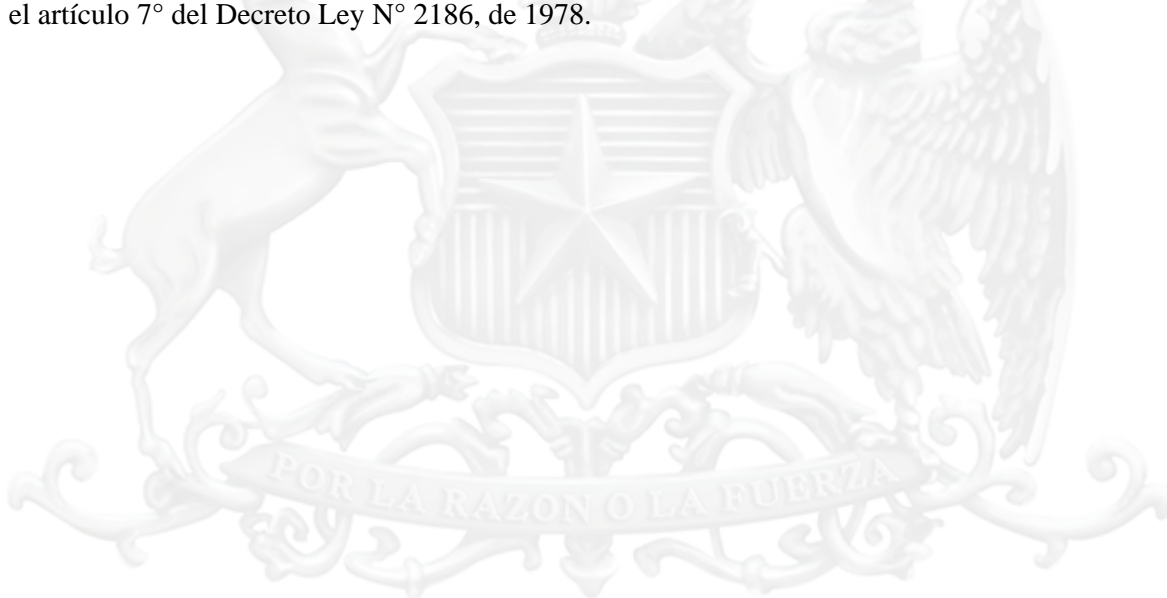 el artículo 7° del Decreto Ley N° 2186, de 1978.
POR LA RAZON O LA FUERZA